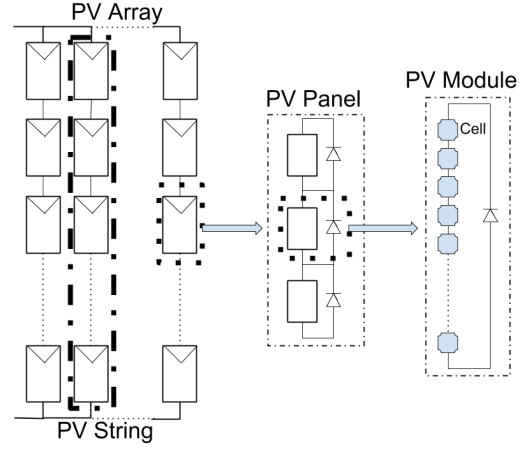 PV Array
PV Module
PV Panel
Cell
PV String